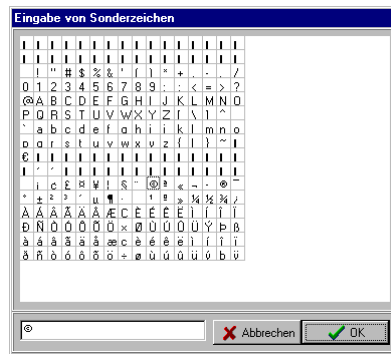 Eingabe von Sonderzeichen
! " # $ % & ' ( ) * + , - . /
0 1 2 3 4 5 6 7 8 9 : ; < = > ?
@ A B C D E F G H I J K L M N O
P Q R S T U V W X Y Z [ \ ] ^
` a b c d e f g h i j k l m n o
p q r s t u v w x y z { | } ~
€
¡ ¢ £ ¤ ¥ ¦ § ¨ © ª « ¬ - ® ¯
° ± ² ³ ´ µ ¶ · ¹ º » ¼ ½ ¾ ¿
À Á Â Ã Ä Å Æ Ç È É Ê Ë Ì Í Î Ï
Ð Ñ Ò Ó Ô Õ Ö × Ø Ù Ú Û Ü Ý Þ ß
à á â ã ä å æ ç è é ê ë ì í î ï
ð ñ ò ó ô õ ö ÷ ø ù ú û ü ý þ ÿ
©
Abbrechen
OK